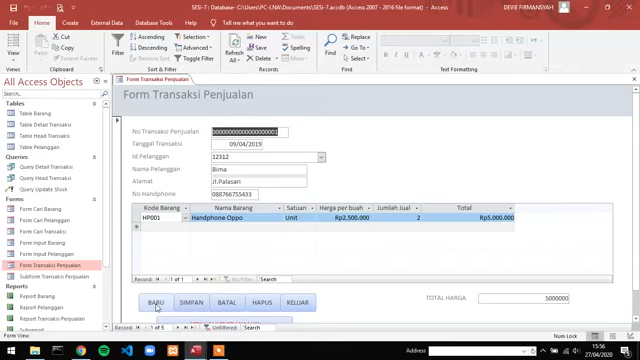 SESI-7 : Database- C:\Users\PC-LNA\Documents\SESI-7.accdb (Access 2007 - 2016 file format) - Access
DEVIE FIRMANSYAH
File Home Create External Data Database Tools Tell me what you want to do
View
Paste
Cut
Copy
Format Painter
Filter
Ascending
Descending
Remove Sort
Selection
Advanced
Toggle Filter
Refresh All
New
Save
Delete
Totals
Spelling
More
Find
Replace
Go To
Select
Views Clipboard Sort & Filter Records Find Text Formatting
All Access Objects
Search...
Tables
Table Barang
Table Detail Transaksi
Table Head Transaksi
Table Pelanggan
Queries
Query Detail Transaksi
Query Head Transaksi
Query Update Stok
Forms
Form Cari Barang
Form Cari Pelanggan
Form Cari Transaksi
Form Input Barang
Form Input Pelanggan
Form Transaksi Penjualan
Subform Transaksi Penjualan
Reports
Report Barang
Report Pelanggan
Report Transaksi Penjualan
Form Transaksi Penjualan
Form Transaksi Penjualan
No Transaksi Penjualan
Tanggal Transaksi 09/04/2019
Id Pelanggan 12312
Nama Pelanggan Bima
Alamat Jl.Palasari
No Handphone 088766755433
Kode Barang Nama Barang Satuan Harga per buah Jumlah Jual Total
HP001 Handphone Oppo Unit Rp2.500.000 2 Rp5.000.000
Record: 1 of 1 No Filter Search
BARU SIMPAN BATAL HAPUS KELUAR
TOTAL HARGA 5000000
Record: 1 of 5 Unfiltered Search
Form View
Num Lock
Address
15:56
27/04/2020